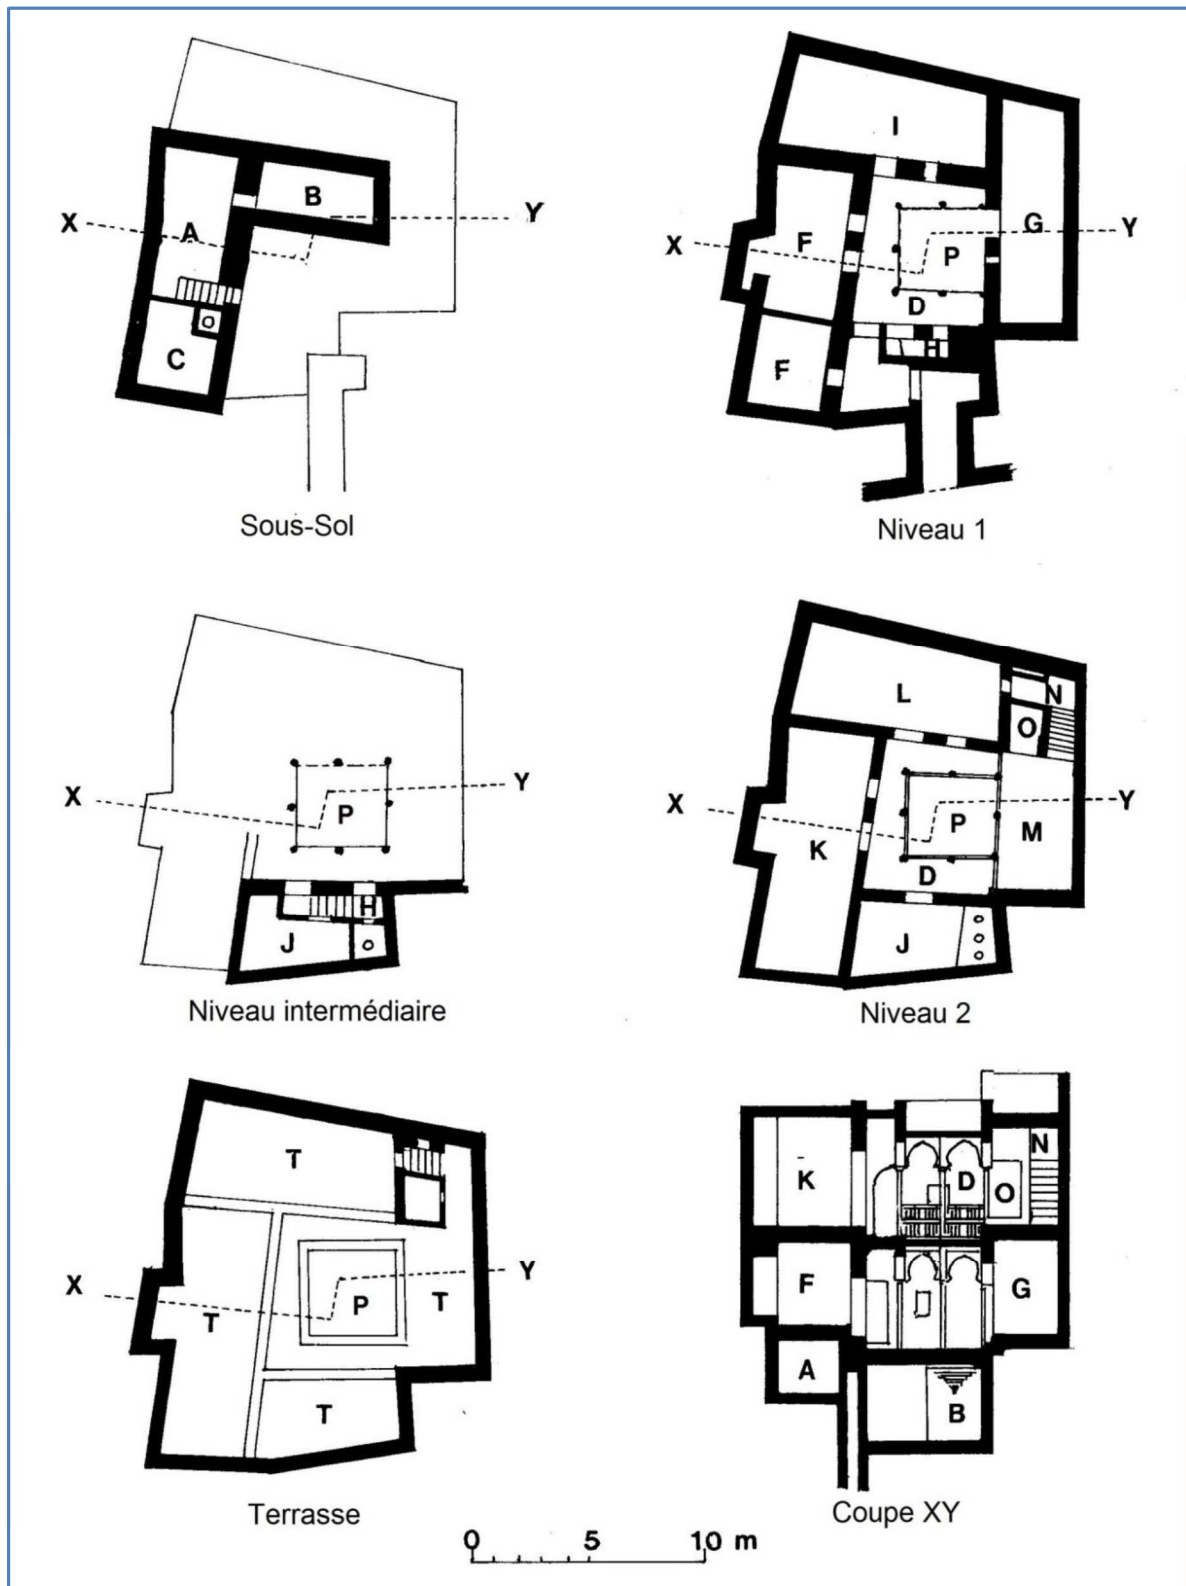 I
B
Y
X
A
G
X
F
P
Y
D
C
F
H
Sous-Sol
Niveau 1
L
N
O
X
P
Y
X
P
Y
K
M
D
H
J
J
Niveau intermédiaire
Niveau 2
T
N
K
D
O
X
P
T
Y
T
F
G
A
T
B
Terrasse
Coupe XY
0 5 10 m